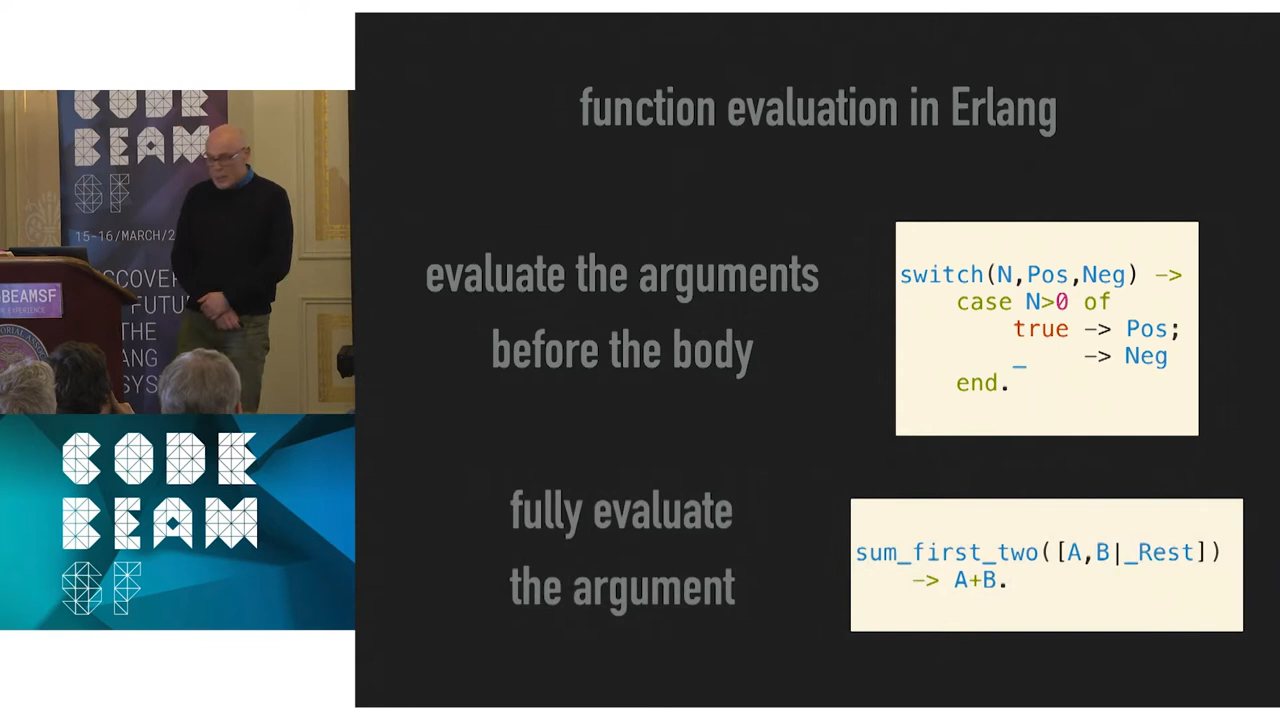 CODE
BEAM
SF
15-16/MARCH/2
THE
BEAMSF
CODE
BEAM
SF
function evaluation in Erlang
evaluate the arguments
before the body
switch(N,Pos,Neg) ->
case N>0 of
true -> Pos;
_ -> Neg
end.
fully evaluate
the argument
sum_first_two([A,B|_Rest])
-> A+B.